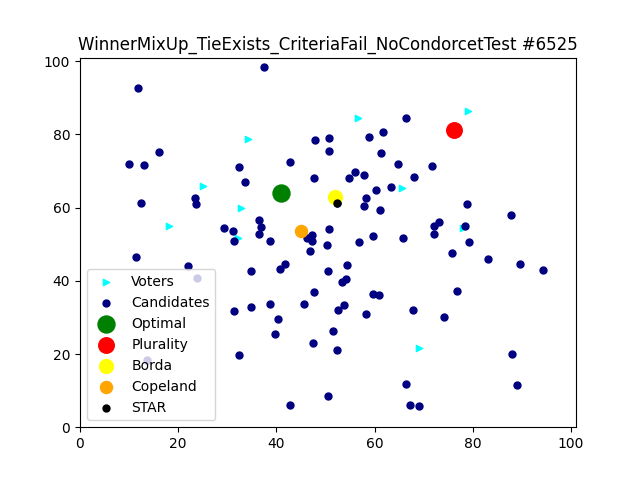 WinnerMixUp_TieExists_CriteriaFail_NoCondorcetTest #6525
100
80
60
40
20
0
Voters
Candidates
Optimal
Plurality
Borda
Copeland
STAR
0 20 40 60 80 100